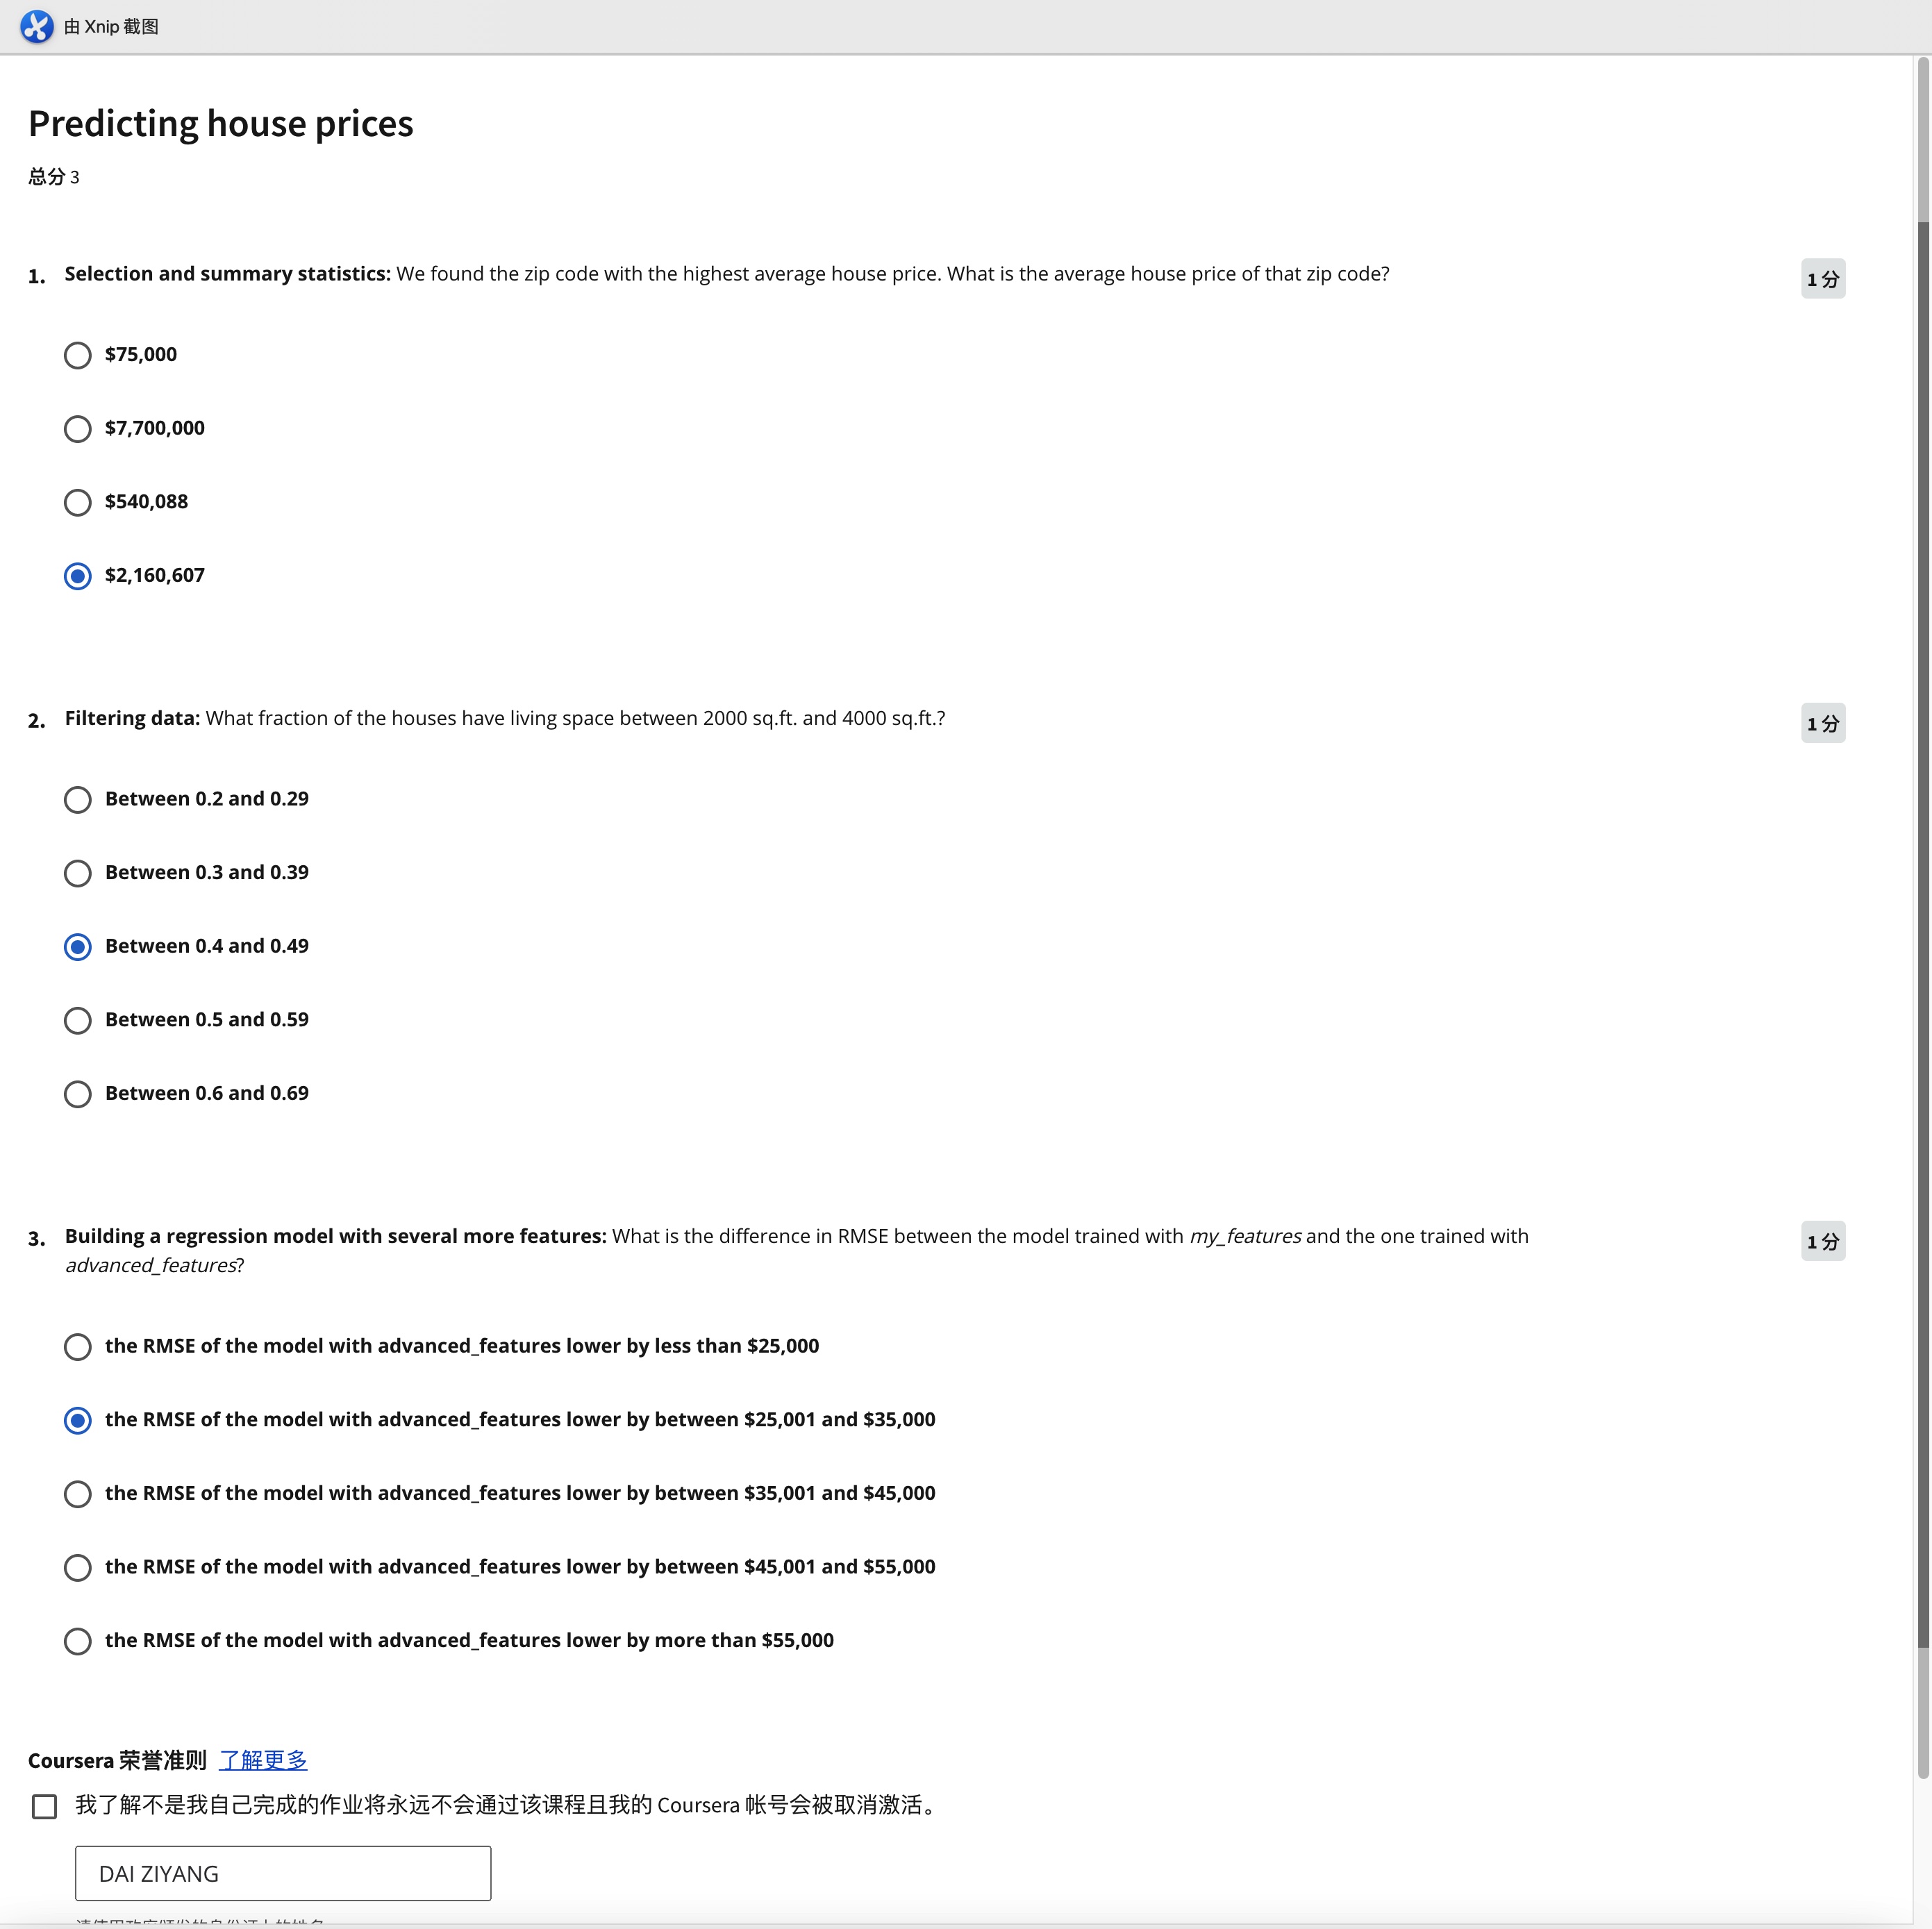 由 Xnip 截图
Predicting house prices
总分 3
1. Selection and summary statistics: We found the zip code with the highest average house price. What is the average house price of that zip code?
1 分
$75,000
$7,700,000
$540,088
$2,160,607
2. Filtering data: What fraction of the houses have living space between 2000 sq.ft. and 4000 sq.ft.?
1 分
Between 0.2 and 0.29
Between 0.3 and 0.39
Between 0.4 and 0.49
Between 0.5 and 0.59
Between 0.6 and 0.69
3. Building a regression model with several more features: What is the difference in RMSE between the model trained with my_features and the one trained with
advanced_features?
1 分
the RMSE of the model with advanced_features lower by less than $25,000
the RMSE of the model with advanced_features lower by between $25,001 and $35,000
the RMSE of the model with advanced_features lower by between $35,001 and $45,000
the RMSE of the model with advanced_features lower by between $45,001 and $55,000
the RMSE of the model with advanced_features lower by more than $55,000
Coursera 荣誉准则 了解更多
我了解不是我自己完成的作业将永远不会通过该课程且我的 Coursera 帐号会被取消激活。
DAI ZIYANG